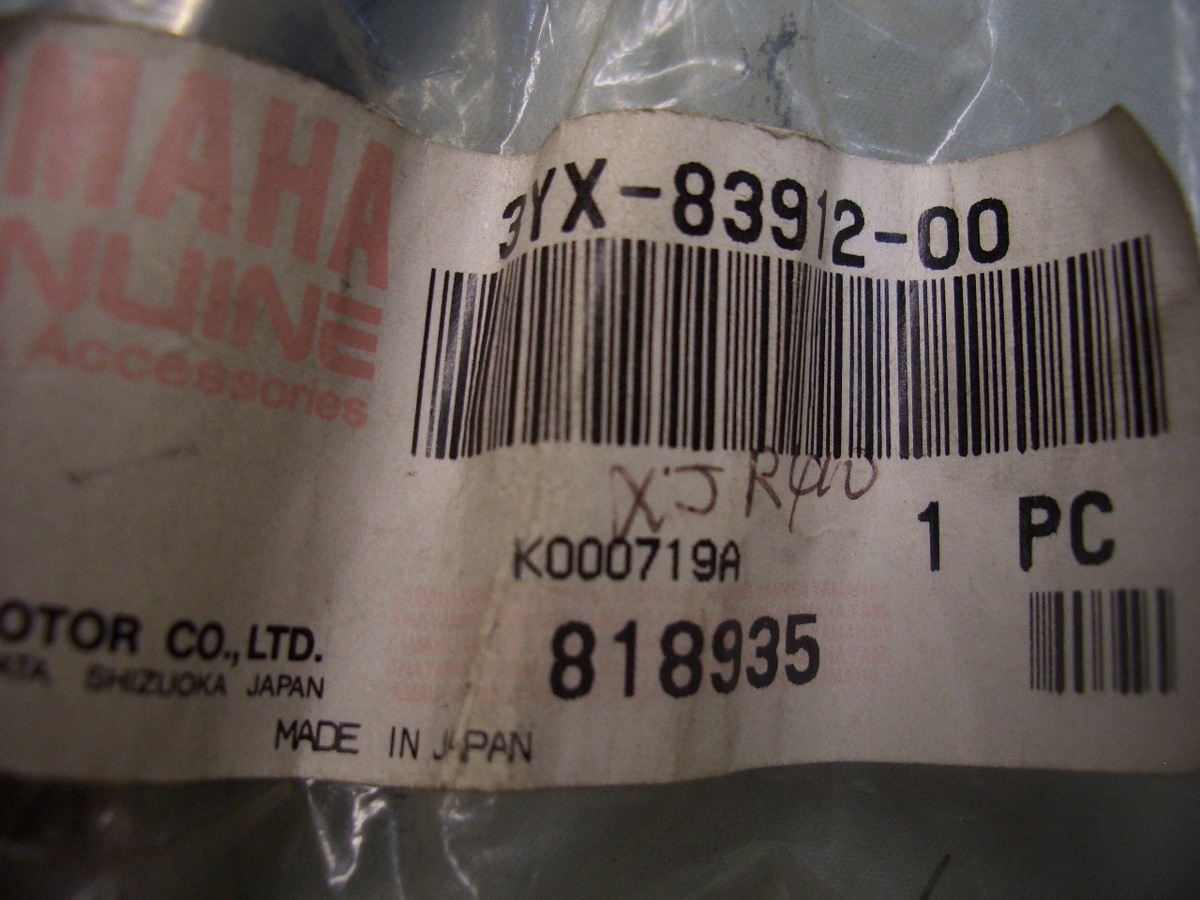 MAHA
NUINE
Accessories
3YX-83912-00
XJR400
K000719A
1 PC
818935
OTOR CO., LTD.
ATA SHIZUOKA JAPAN
MADE IN JAPAN